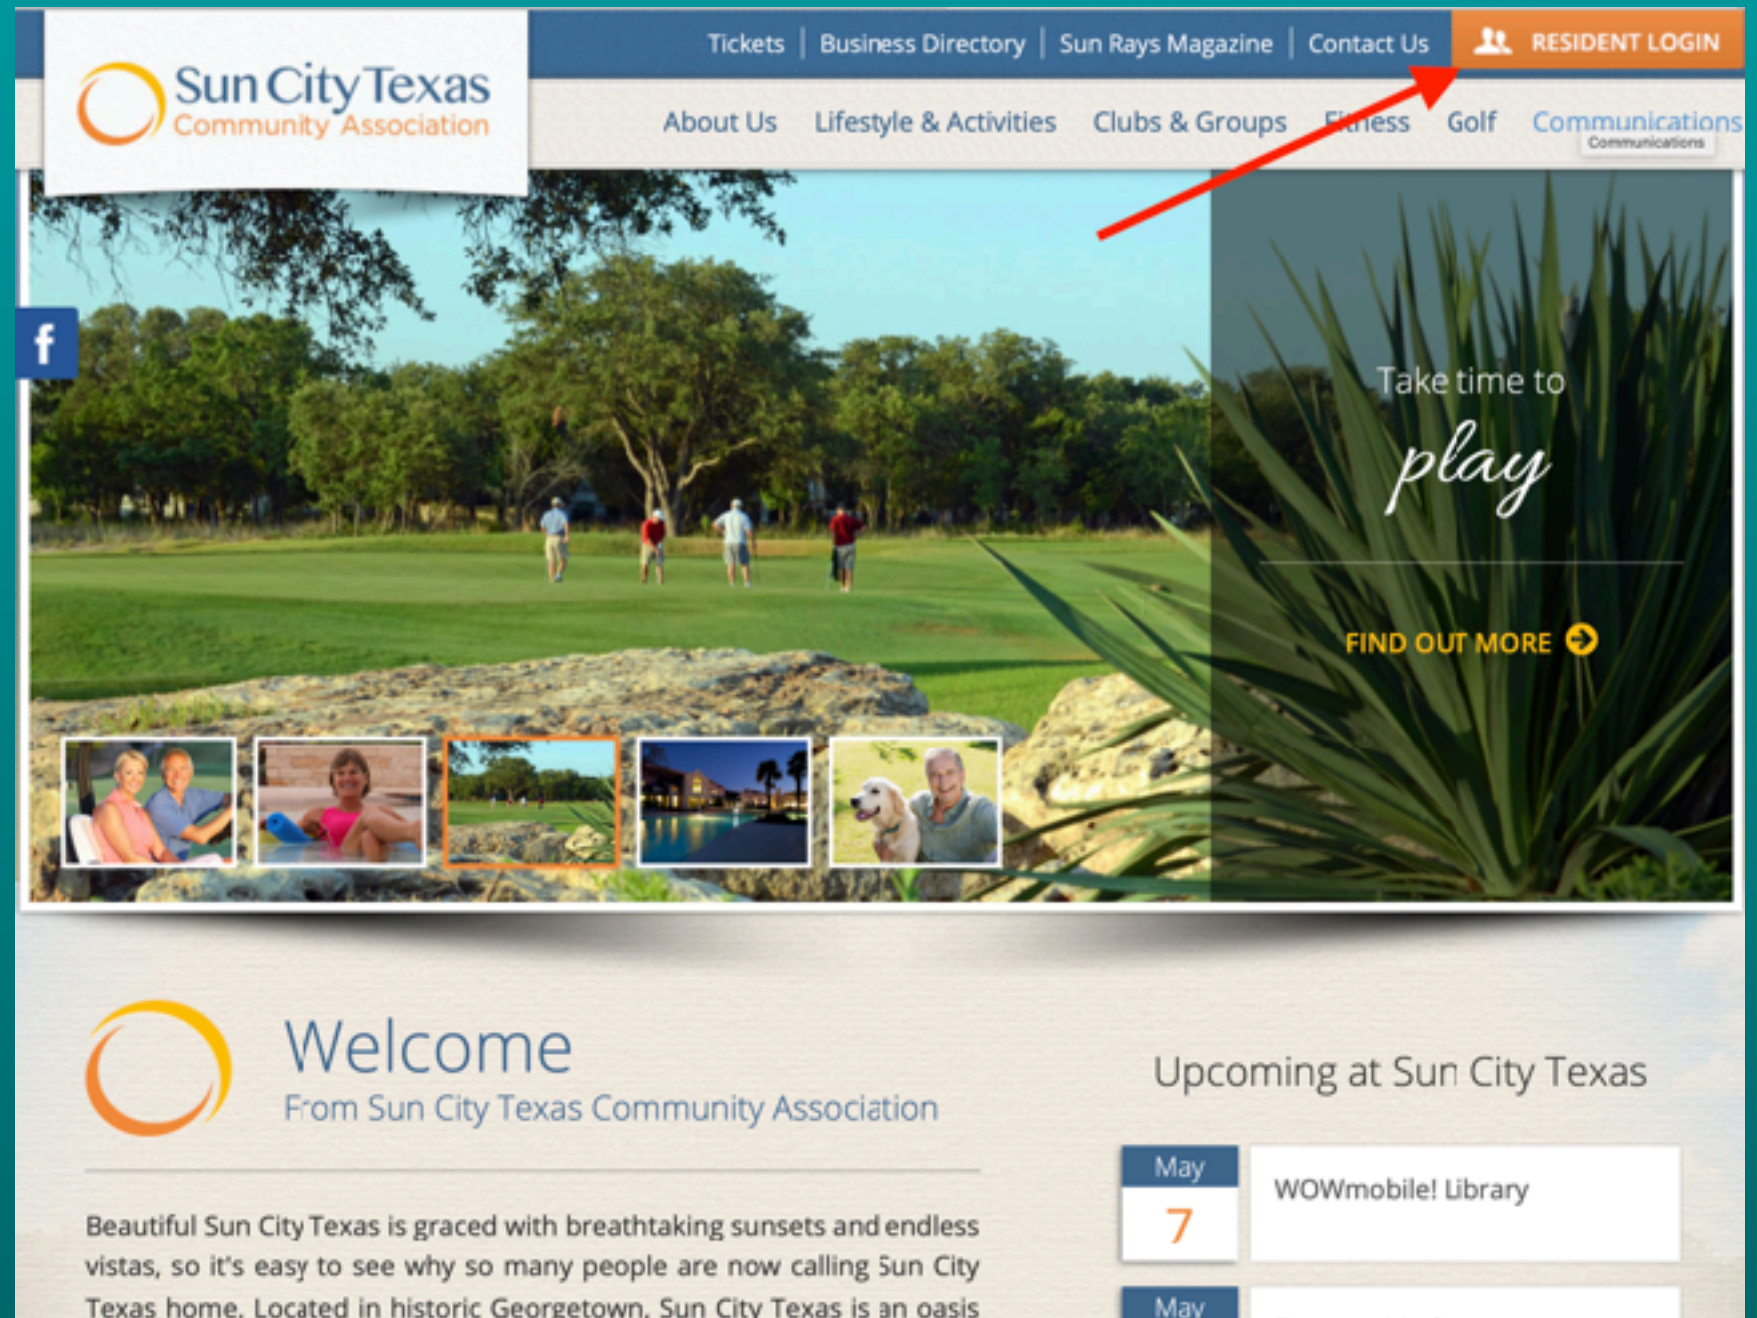 Tickets | Business Directory | Sun Rays Magazine | Contact Us
RESIDENT LOGIN
Sun City Texas
Community Association
About Us Lifestyle & Activities Clubs & Groups Fitness Golf Communications
Communications
f
Take time to
play
FIND OUT MORE
Welcome
From Sun City Texas Community Association
Beautiful Sun City Texas is graced with breathtaking sunsets and endless
vistas, so it's easy to see why so many people are now calling Sun City
Texas home. Located in historic Georgetown, Sun City Texas is an oasis
Upcoming at Sun City Texas
May
7
WOWmobile! Library
May